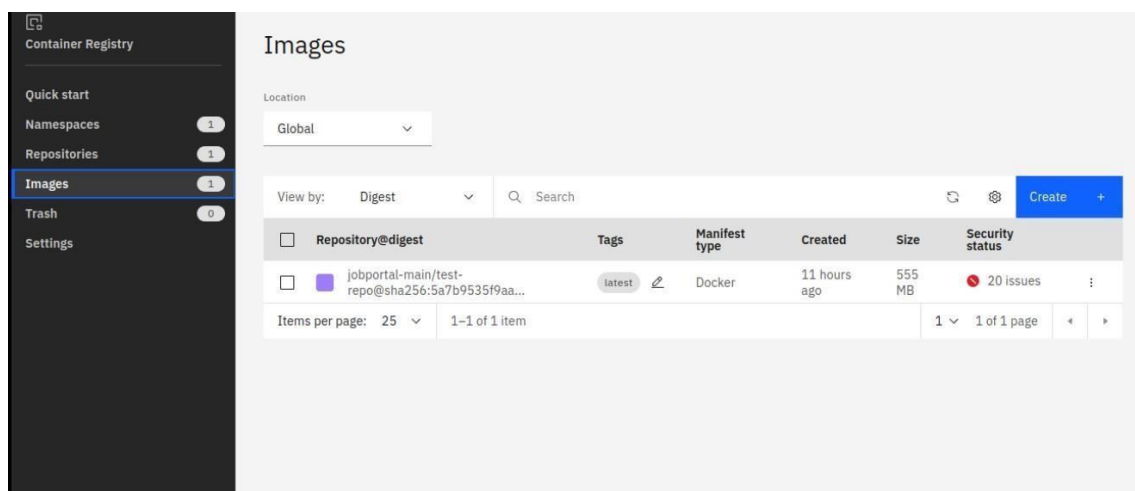 Container Registry
Quick start
Namespaces 1
Repositories 1
Images 1
Trash 0
Settings
Images
Location
Global
View by: Digest Search Create +
Repository@digest Tags Manifest type Created Size Security status
jobportal-main/test-
repo@sha256:5a7b9535f9aa... latest Docker 11 hours ago 555 MB 20 issues
Items per page: 25 1–1 of 1 item 1 1 of 1 page